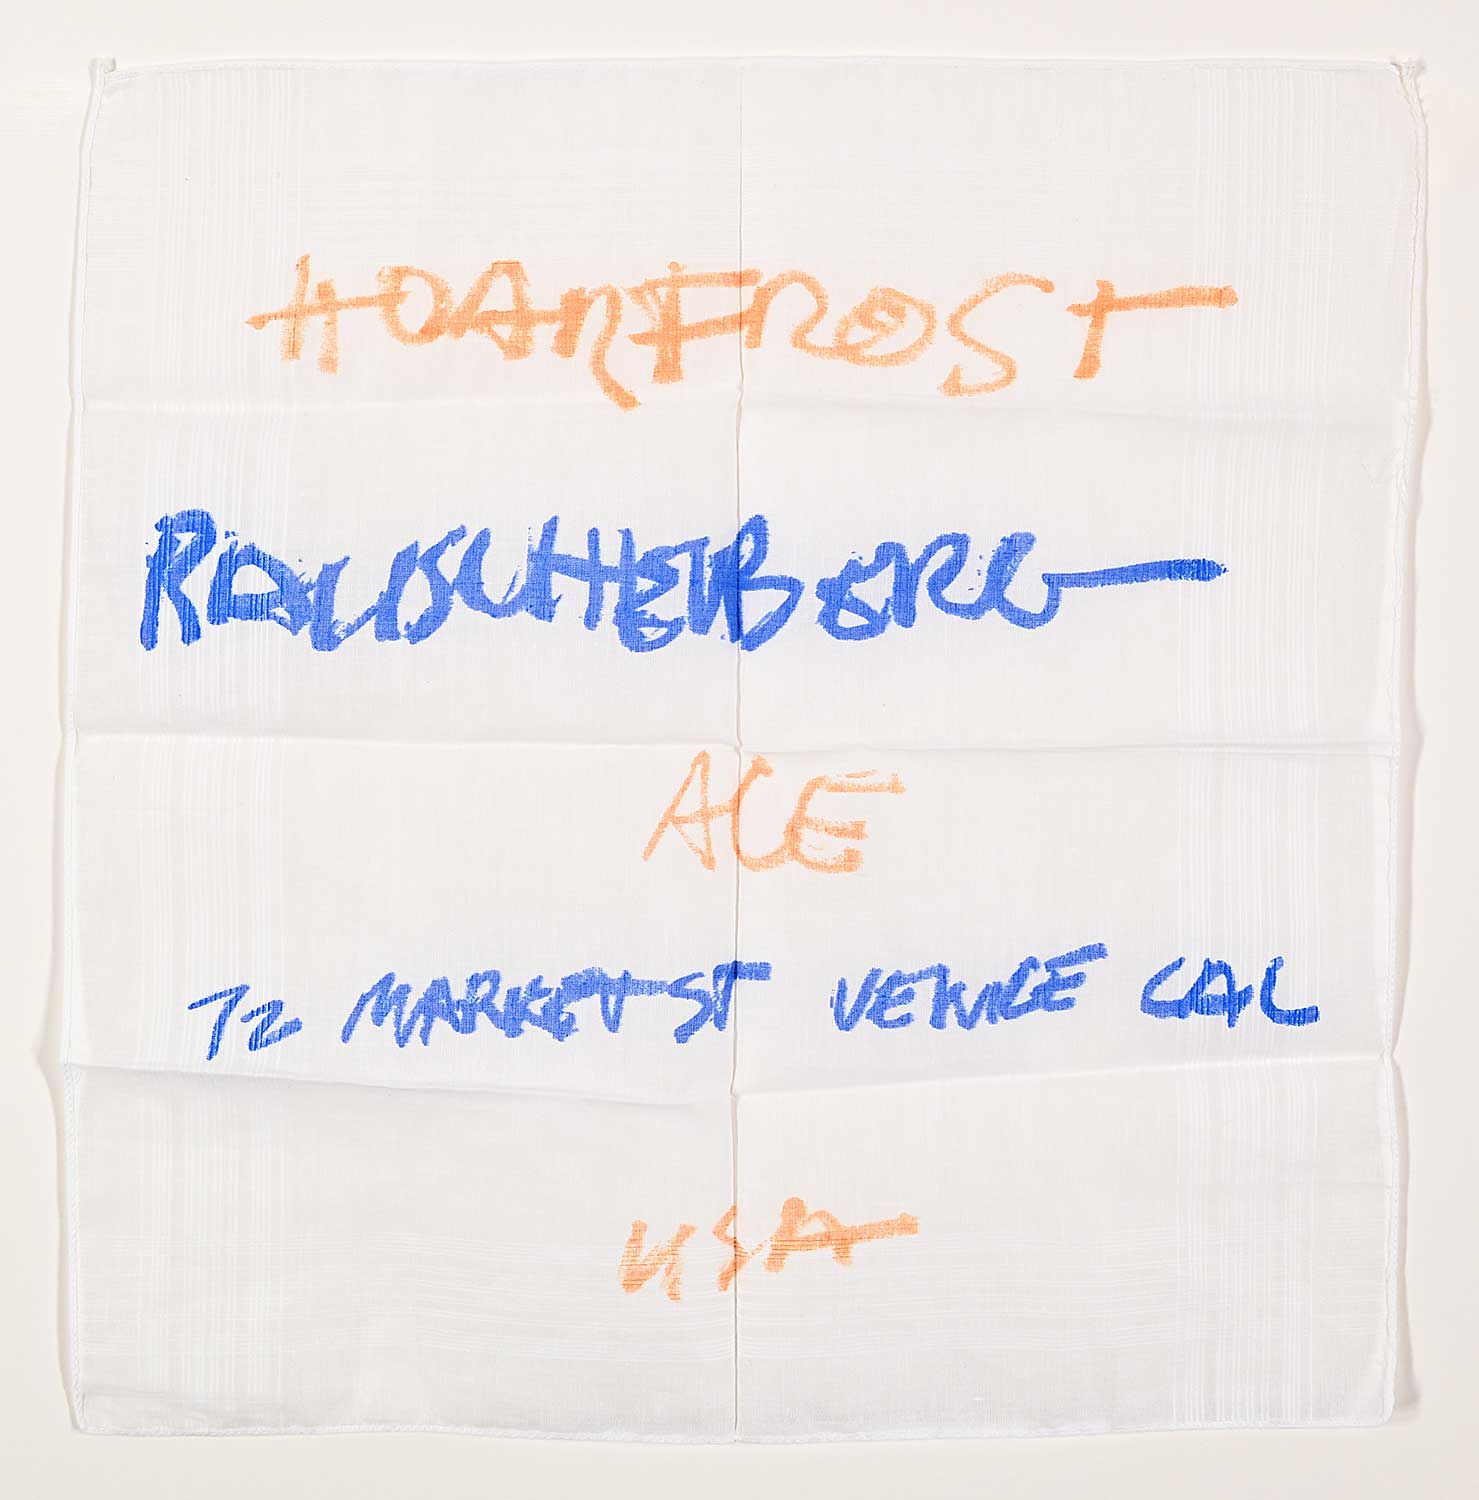 HOARFROST
RAUSCHENBERG
ACE
72 MARKET ST VENICE CAL
USA